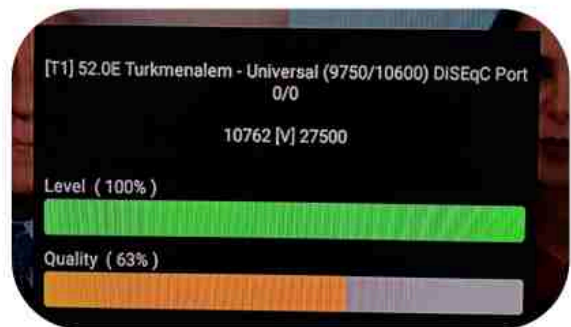 [T1] 52.0E Turkmenalem - Universal (9750/10600) DiSEqC Port
0/0
10762 [V] 27500
Level ( 100% )
Quality ( 63% )